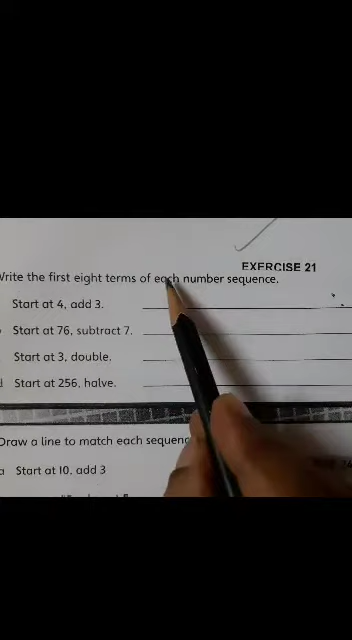 EXERCISE 21
Write the first eight terms of each number sequence.
Start at 4, add 3.
Start at 76, subtract 7.
Start at 3, double.
d Start at 256, halve.
Draw a line to match each
a Start at 10, add 3